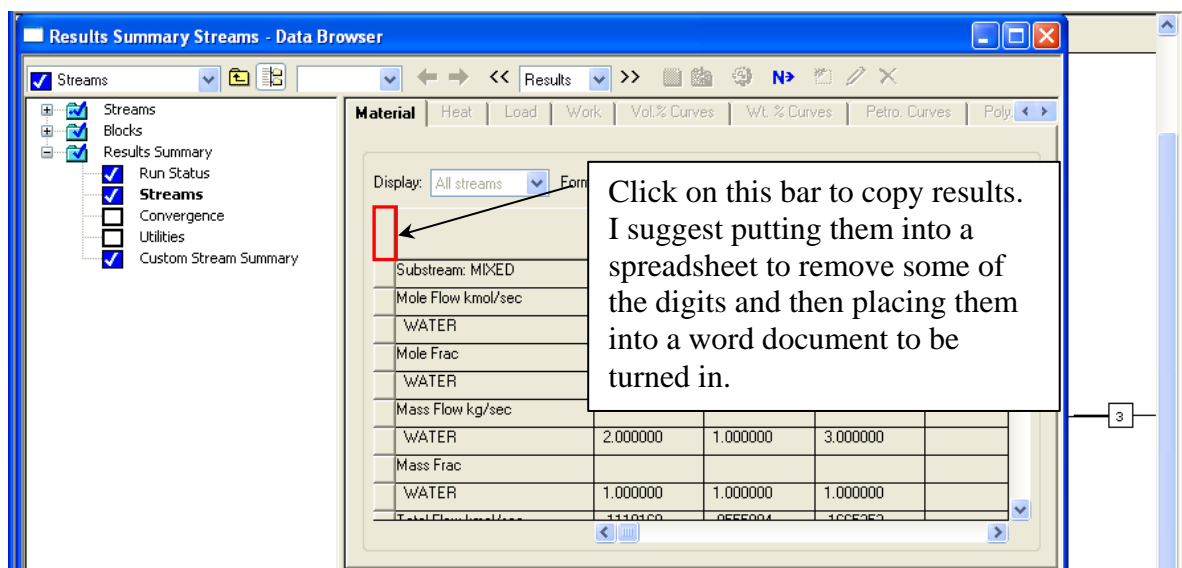 Results Summary Streams - Data Browser
Streams
<< Results >>
N>
Streams
Blocks
Results Summary
Run Status
Streams
Convergence
Utilities
Custom Stream Summary
Material Heat Load Work Vol.% Curves Wt. % Curves Petro. Curves Poly.
Display: All streams
Click on this bar to copy results.
I suggest putting them into a
spreadsheet to remove some of
the digits and then placing them
into a word document to be
turned in.
Substream: MIXED
Mole Flow kmol/sec
WATER
Mole Frac
WATER
Mass Flow kg/sec
WATER 2.000000 1.000000 3.000000
Mass Frac
WATER 1.000000 1.000000 1.000000
3